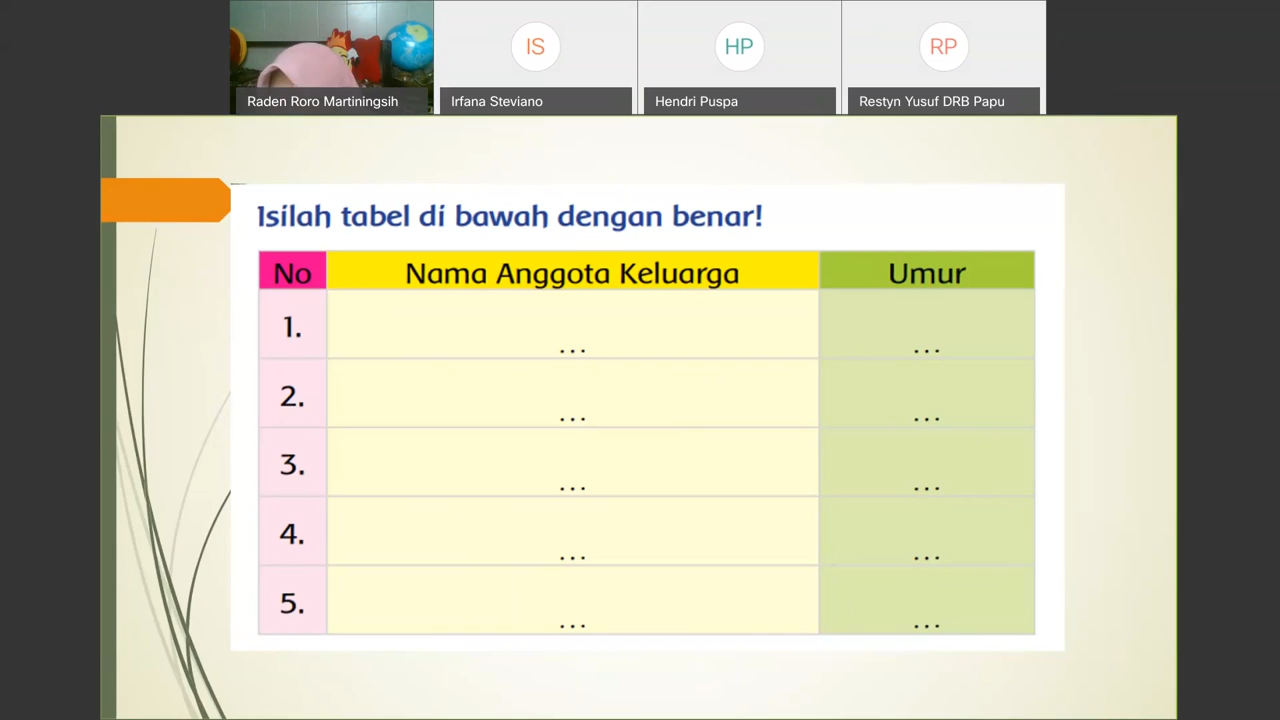 IS
HP
RP
Raden Roro Martiningsih
Irfana Steviano
Hendri Puspa
Restyn Yusuf DRB Papu
Isilah tabel di bawah dengan benar!
No Nama Anggota Keluarga Umur
1. ... ...
2. ... ...
3. ... ...
4. ... ...
5. ... ...